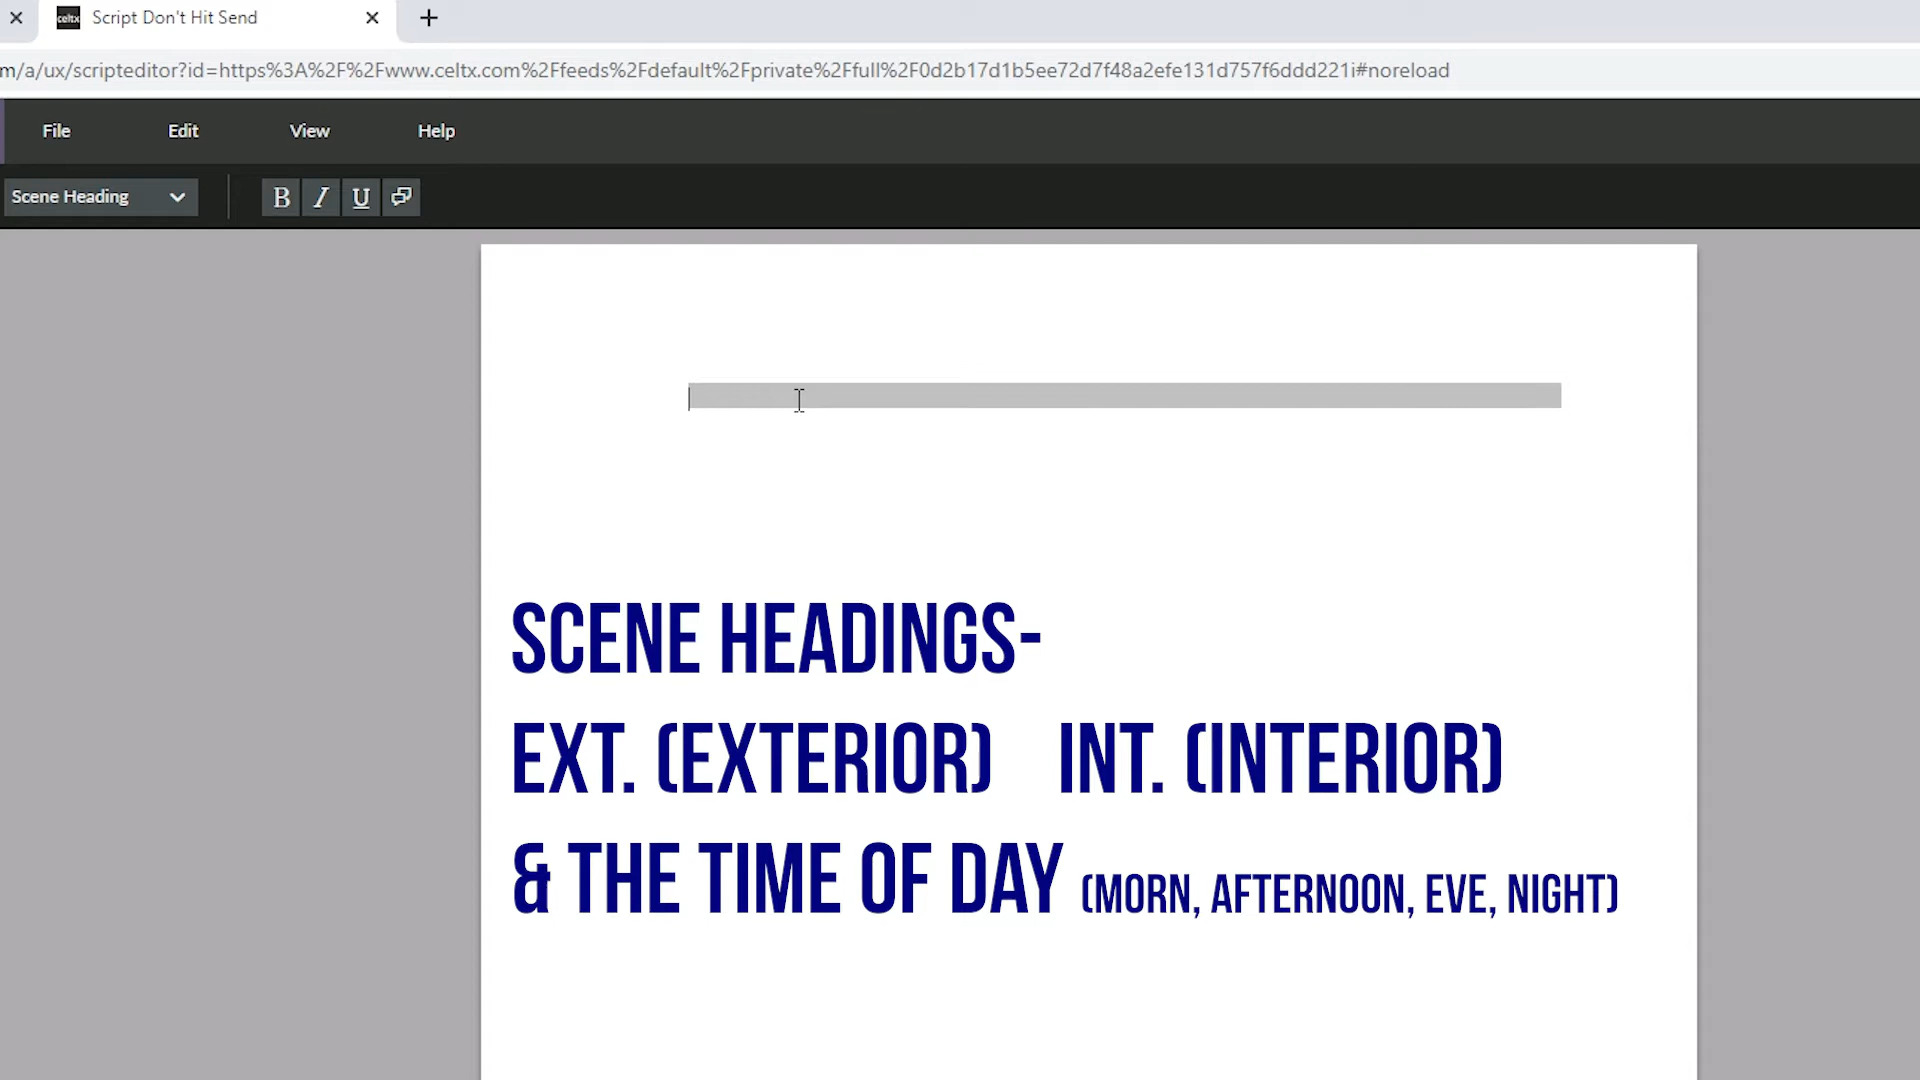 celtx Script Don't Hit Send
m/a/ux/scripteditor?id=https%3A%2F%2Fwww.celtx.com%2Ffeeds%2Fdefault%2Fprivate%2Ffull%2F0d2b17d1b5ee72d7f48a2efe131d757f6ddd221i#noreload
File Edit View Help
Scene Heading B I U
SCENE HEADINGS-
EXT. (EXTERIOR) INT. (INTERIOR)
& THE TIME OF DAY (MORN, AFTERNOON, EVE, NIGHT)